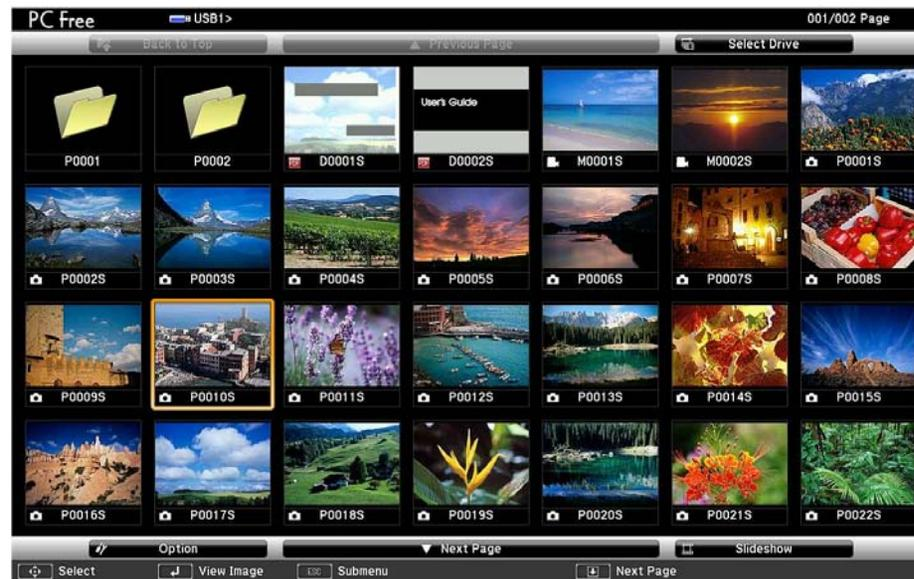 PC Free USB1> 001/002 Page
Back to Top ▲ Previous Page Select Drive
User's Guide
P0001 P0002 D0001S D0002S M0001S M0002S P0001S
P0002S P0003S P0004S P0005S P0006S P0007S P0008S
P0009S P0010S P0011S P0012S P0013S P0014S P0015S
P0016S P0017S P0018S P0019S P0020S P0021S P0022S
Option ▼ Next Page Slideshow
Select View Image ESC Submenu Next Page